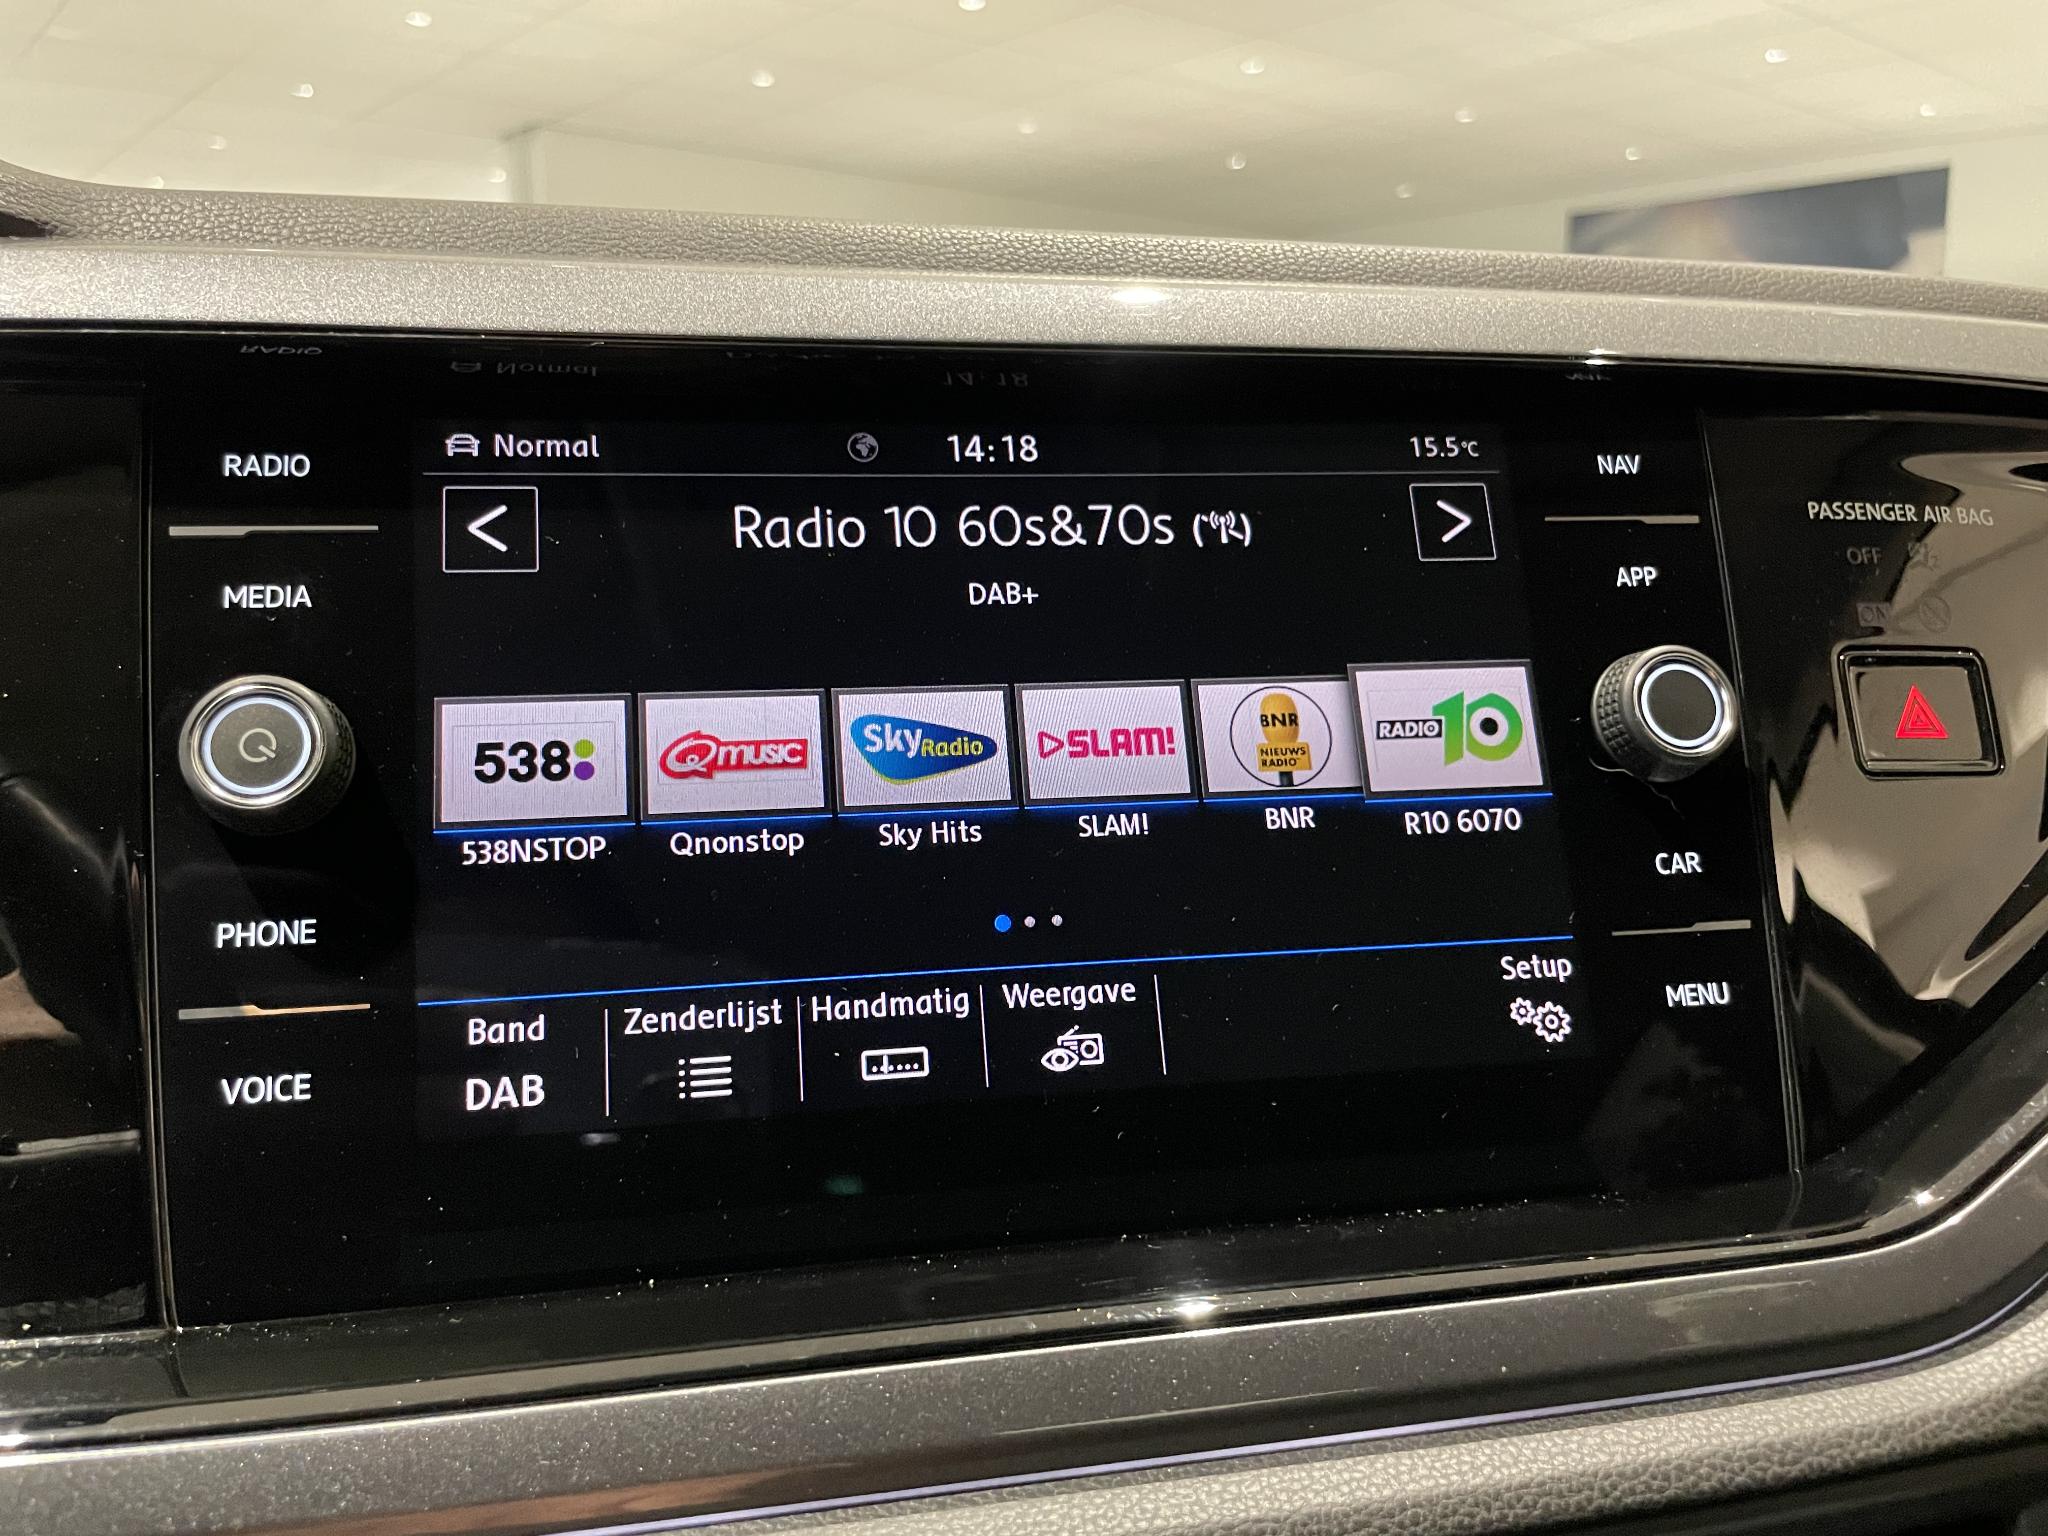 RADIO
MEDIA
PHONE
VOICE
Normal
14:18
15.5°C
<
Radio 10 60s&70s
>
DAB+
538
Q music
Sky Radio
SLAM!
BNR
NIEUWS
RADIO
RADIO 10
538NSTOP
Qnonstop
Sky Hits
SLAM!
BNR
R10 6070
Band
DAB
Zenderlijst
Handmatig
Weergave
Setup
NAV
APP
CAR
MENU
PASSENGER AIR BAG
OFF
ON